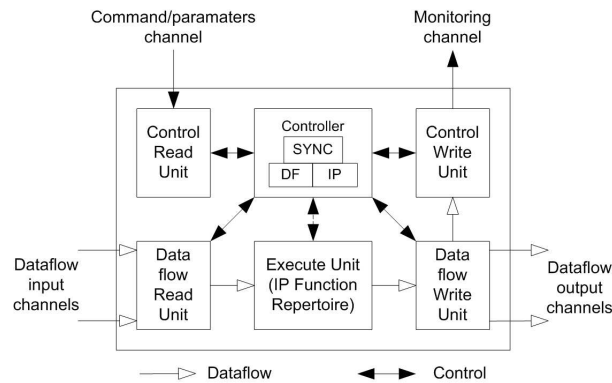 Command/paramaters
channel
Monitoring
channel
Control
Read
Unit
Controller
SYNC
DF IP
Control
Write
Unit
Dataflow
input
channels
Data
flow
Read
Unit
Execute Unit
(IP Function
Repertoire)
Data
flow
Write
Unit
Dataflow
output
channels
Dataflow
Control